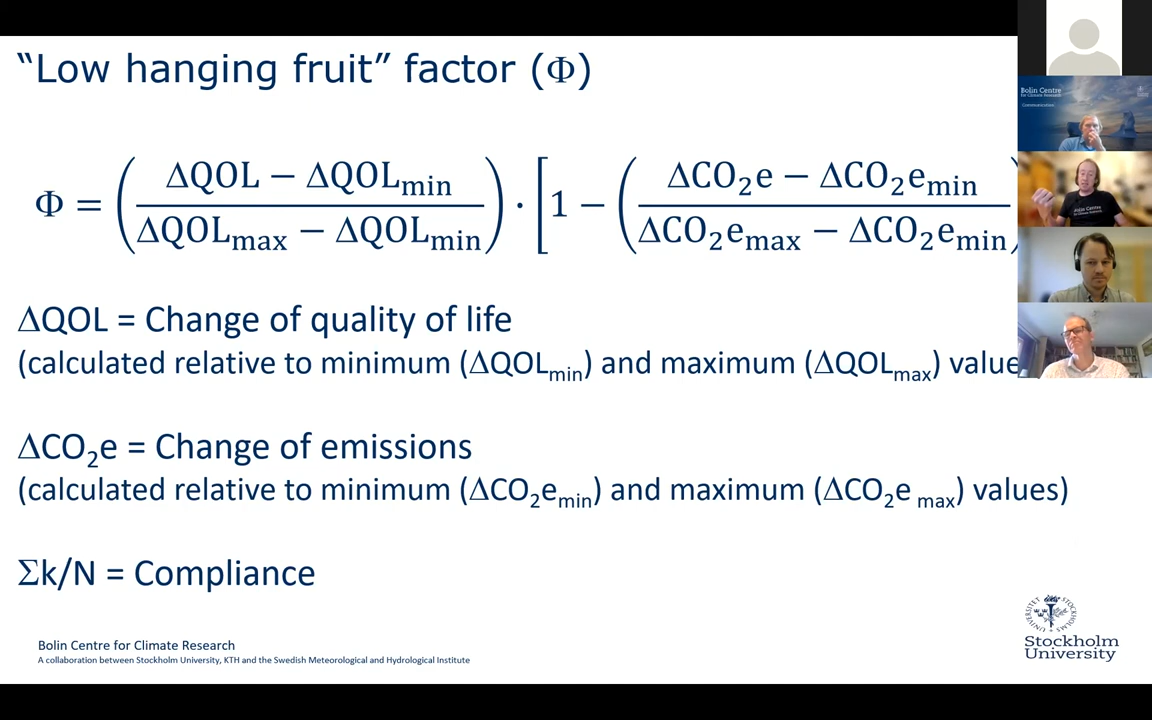 “Low hanging fruit” factor (Φ)
Φ = ( ΔQOL − ΔQOLmin / ΔQOLmax − ΔQOLmin ) · [ 1 − ( ΔCO₂e − ΔCO₂emin / ΔCO₂emax − ΔCO₂emin )
ΔQOL = Change of quality of life
(calculated relative to minimum (ΔQOLmin) and maximum (ΔQOLmax) value
ΔCO₂e = Change of emissions
(calculated relative to minimum (ΔCO₂emin) and maximum (ΔCO₂e max) values)
Σk/N = Compliance
Bolin Centre for Climate Research
A collaboration between Stockholm University, KTH and the Swedish Meteorological and Hydrological Institute
Stockholm
University
Bolin Centre
for Climate Research